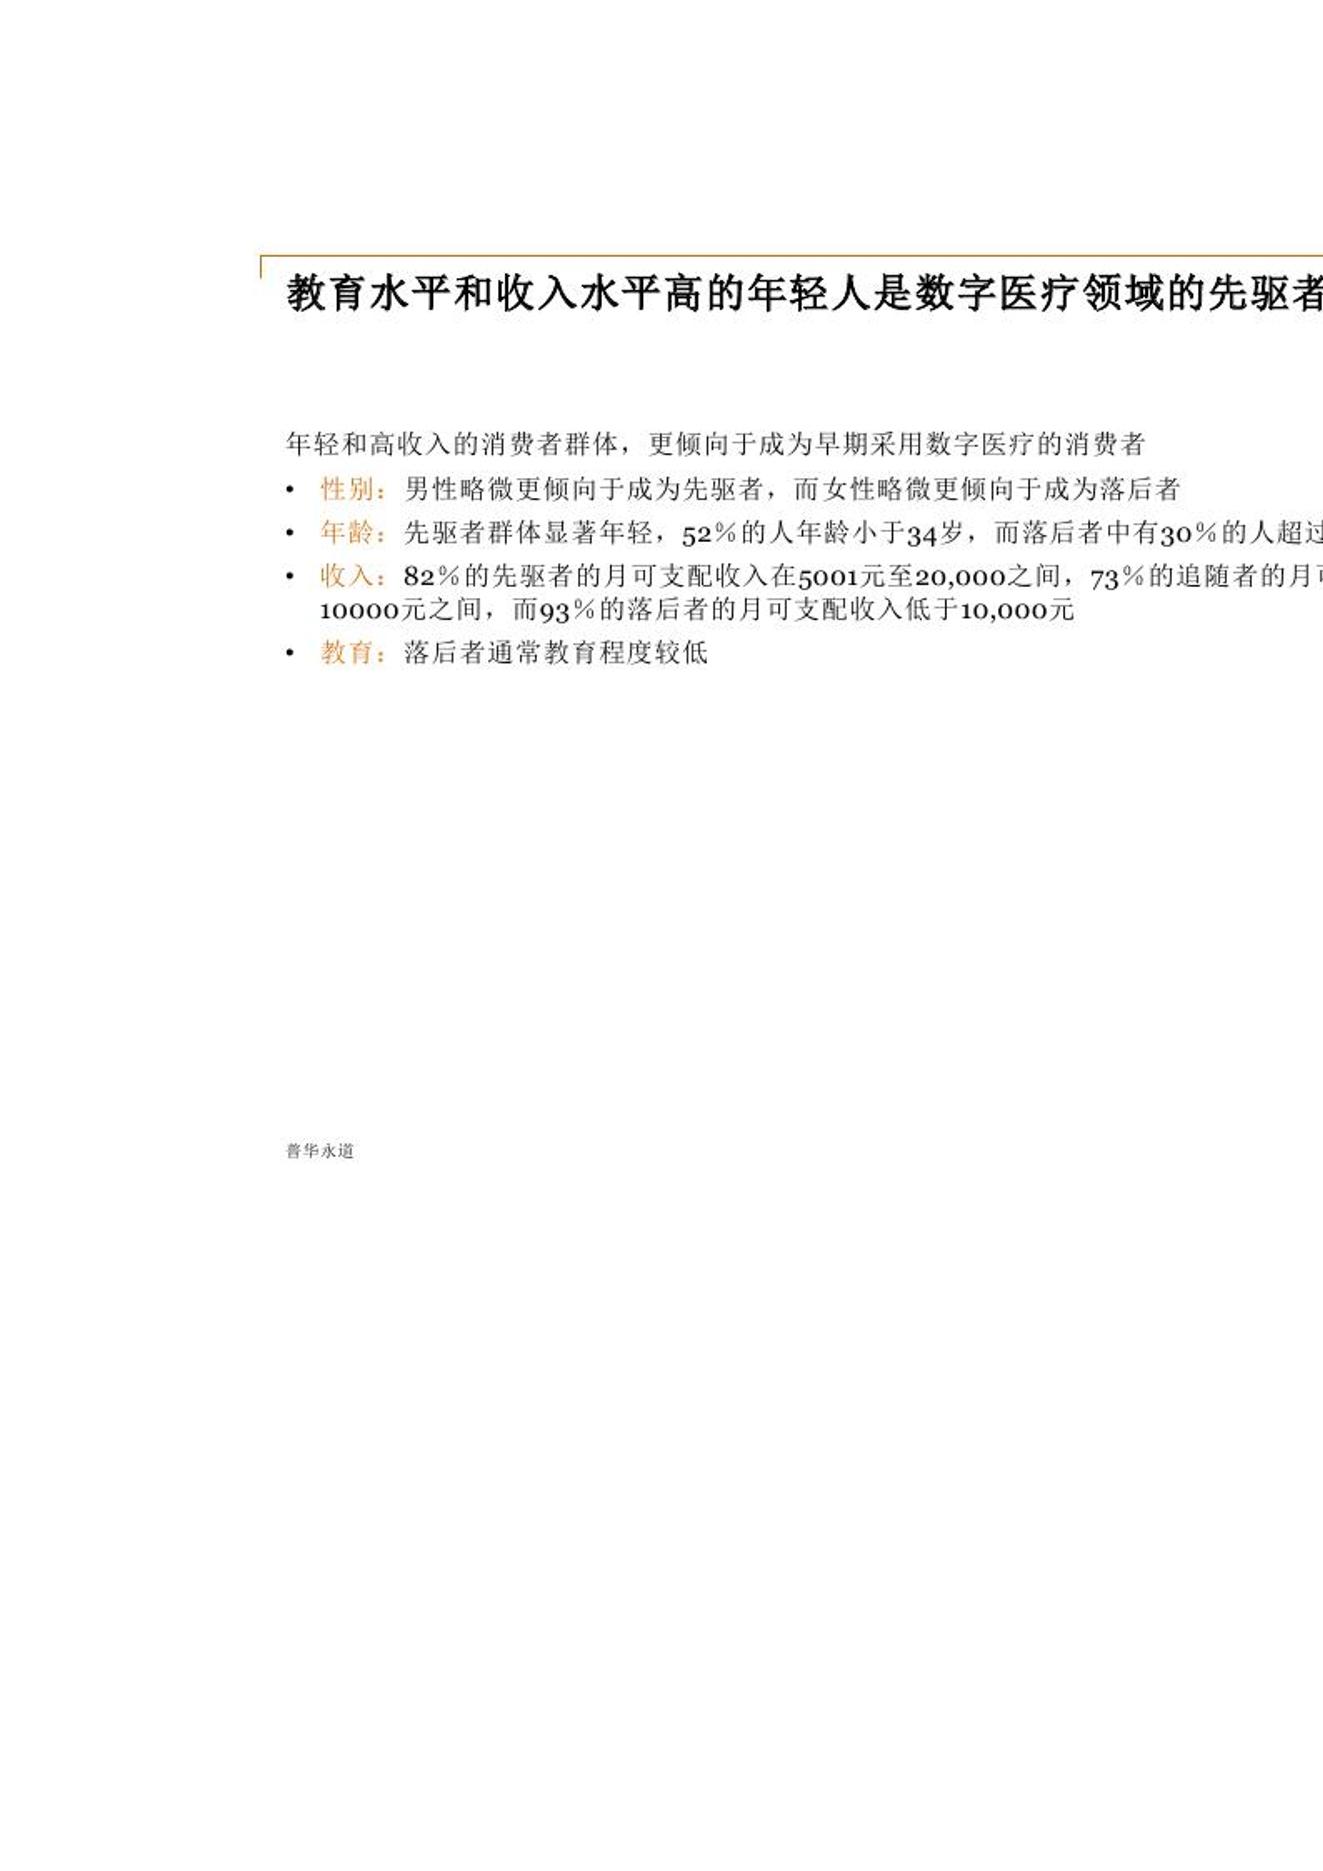 教育水平和收入水平高的年轻人是数字医疗领域的先驱者
年轻和高收入的消费者群体，更倾向于成为早期采用数字医疗的消费者
• 性别：男性略微更倾向于成为先驱者，而女性略微更倾向于成为落后者
• 年龄：先驱者群体显著年轻，52%的人年龄小于34岁，而落后者中有30%的人超过
• 收入：82%的先驱者的月可支配收入在5001元至20,000之间，73%的追随者的月可
10000元之间，而93%的落后者的月可支配收入低于10,000元
• 教育：落后者通常教育程度较低
普华永道